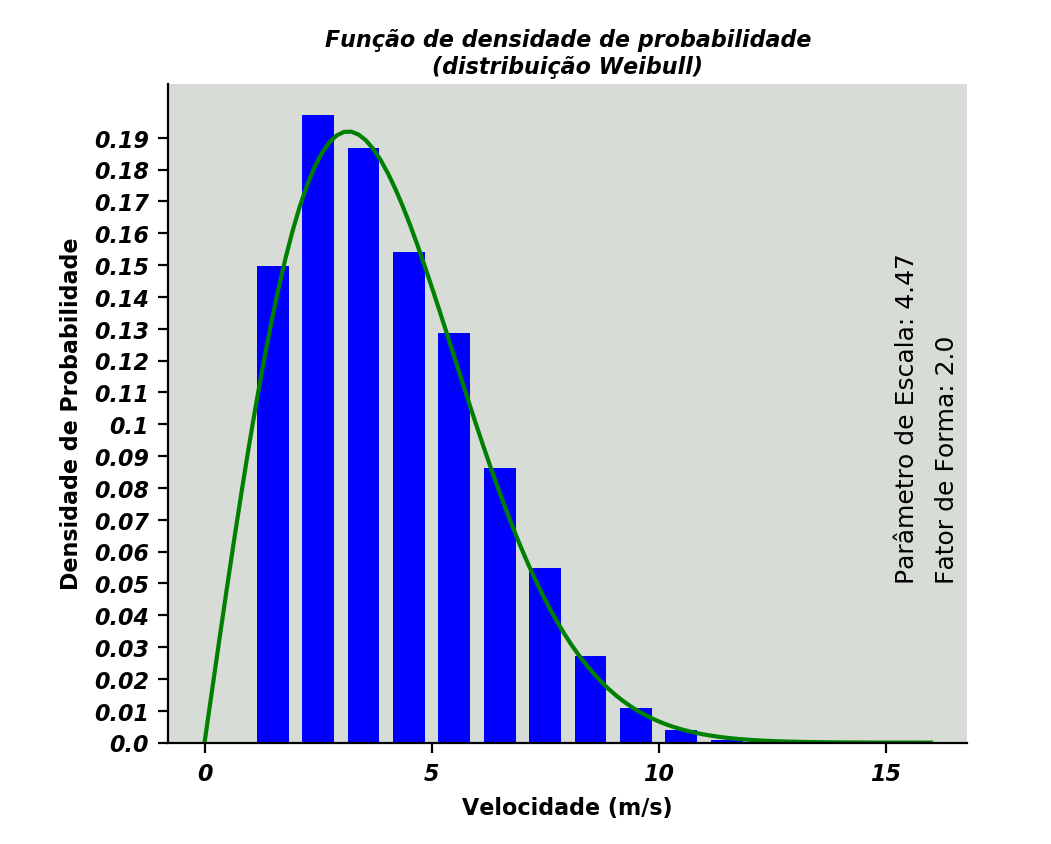 Função de densidade de probabilidade
(distribuição Weibull)
Densidade de Probabilidade
0.19
0.18
0.17
0.16
0.15
0.14
0.13
0.12
0.11
0.1
0.09
0.08
0.07
0.06
0.05
0.04
0.03
0.02
0.01
0.0
Parâmetro de Escala: 4.47
Fator de Forma: 2.0
0 5 10 15
Velocidade (m/s)